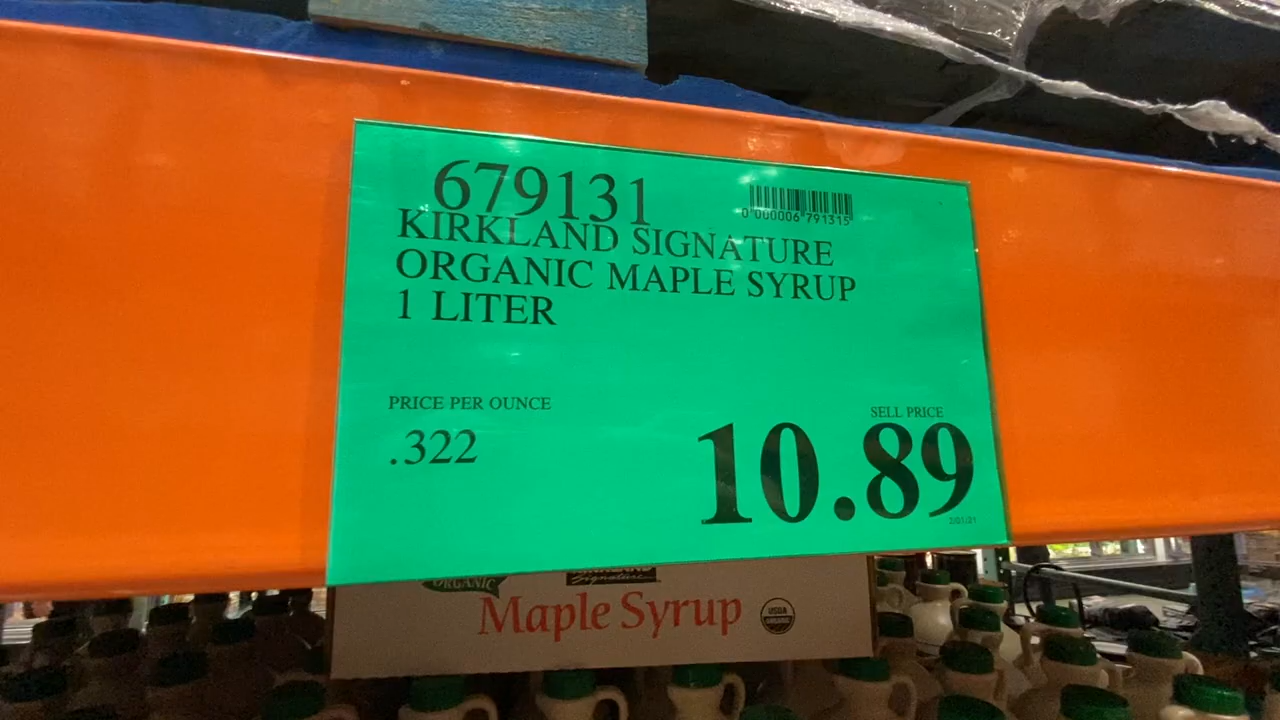 679131
0 000006 791315
KIRKLAND SIGNATURE
ORGANIC MAPLE SYRUP
1 LITER
PRICE PER OUNCE
.322
SELL PRICE
10.89
2/01/21
ORGANIC
Signature
Maple Syrup
USDA
ORGANIC